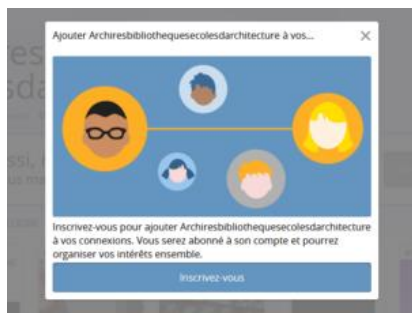 Ajouter Archiresbibliothequesecolesdarchitecture à vos...
Inscrivez-vous pour ajouter Archiresbibliothequesecolesdarchitecture
à vos connexions. Vous serez abonné à son compte et pourrez
organiser vos intérêts ensemble.
Inscrivez-vous